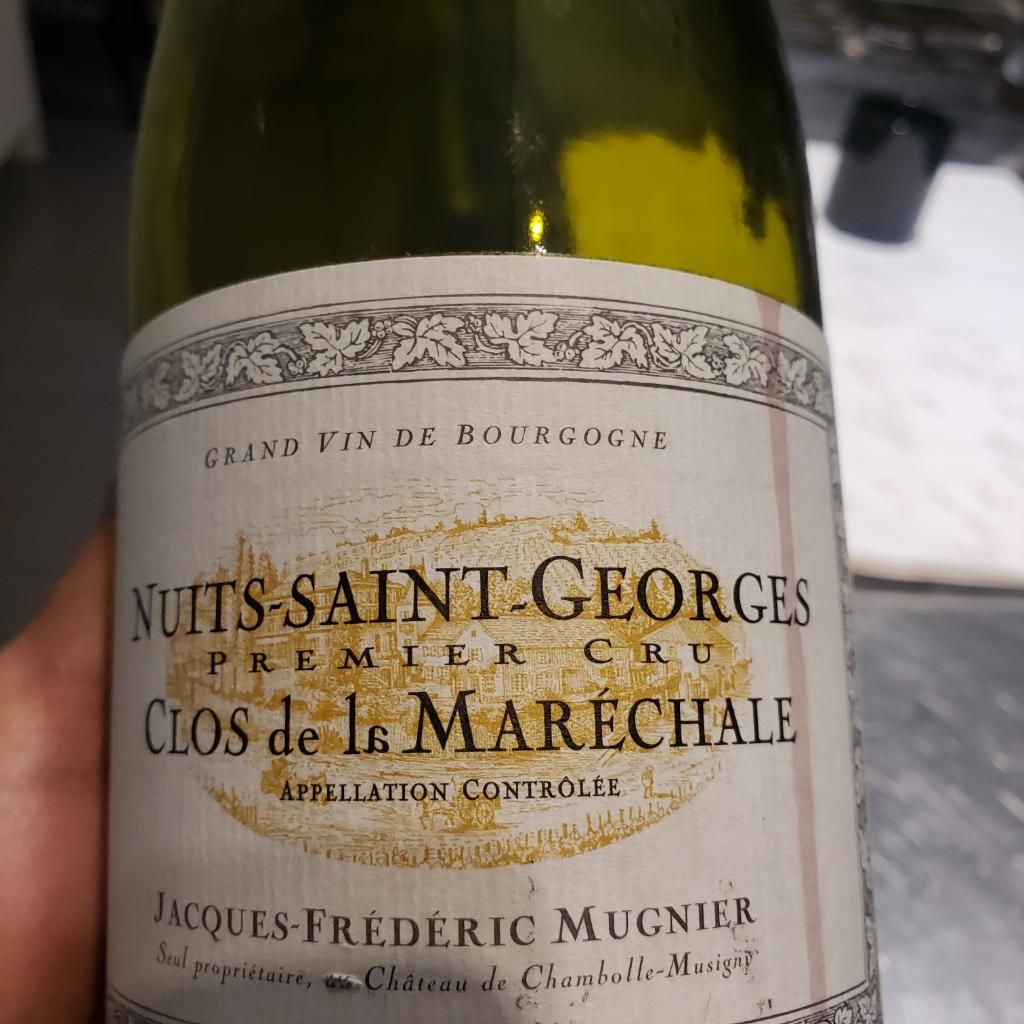 GRAND VIN DE BOURGOGNE
NUITS-SAINT-GEORGES
PREMIER CRU
CLOS de la MARÉCHALE
APPELLATION CONTRÔLÉE
JACQUES-FRÉDÉRIC MUGNIER
Seul propriétaire, au Château de Chambolle-Musigny